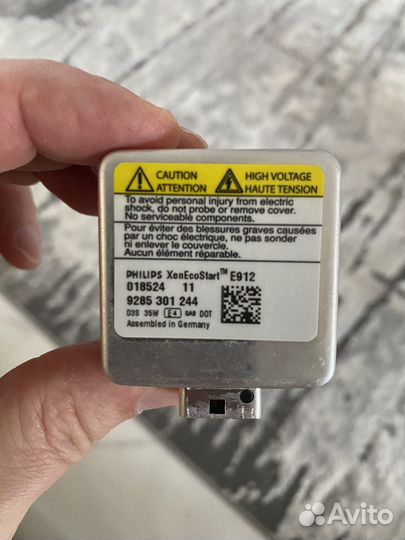 CAUTION
ATTENTION
HIGH VOLTAGE
HAUTE TENSION
To avoid personal injury from electric
shock, do not probe or remove cover.
No serviceable components.
Pour éviter des blessures graves causées
par un choc électrique, ne pas sonder
ni enlever le couvercle.
Aucun élément réparable.
PHILIPS XenEcoStart™ E912
018524 11
9285 301 244
D3S 35W E4 0A9 DOT
Assembled in Germany
Avito